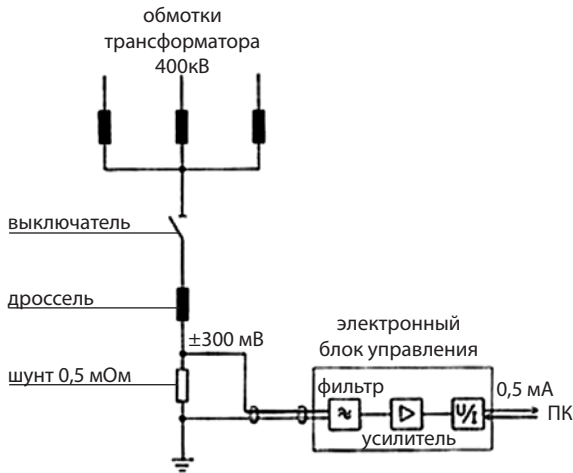 обмотки
трансформатора
400кВ
выключатель
дроссель
±300 мВ
шунт 0,5 мОм
электронный
блок управления
фильтр
усилитель
U/I
0,5 мА
ПК